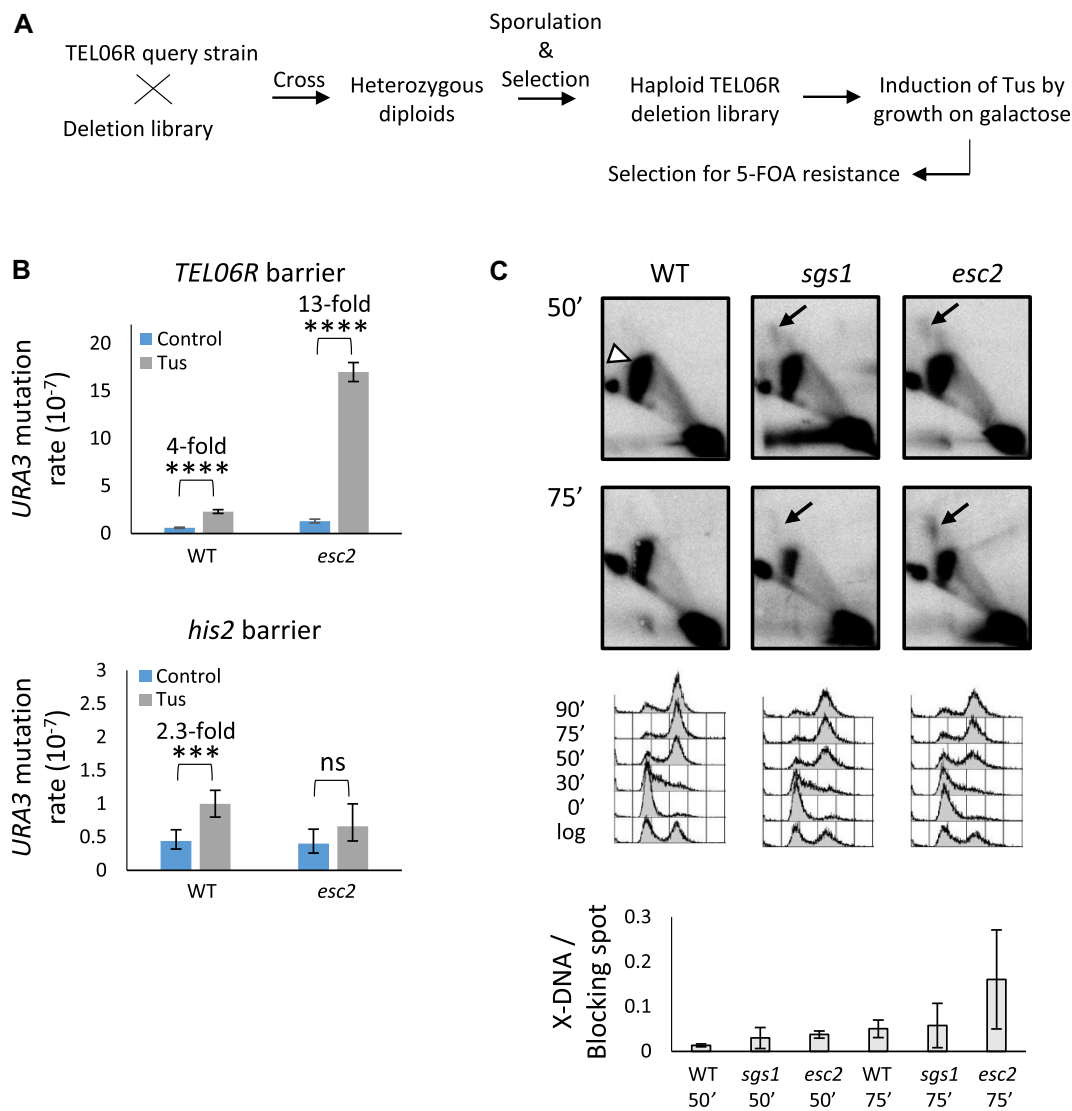 A
TEL06R query strain
Deletion library
Cross
Heterozygous
diploids
Sporulation
&
Selection
Haploid TEL06R
deletion library
Induction of Tus by
growth on galactose
Selection for 5-FOA resistance
B
TEL06R barrier
URA3 mutation
rate (10-7)
20
15
10
5
0
Control
Tus
4-fold
****
13-fold
****
WT
esc2
his2 barrier
URA3 mutation
rate (10-7)
3
2.5
2
1.5
1
0.5
0
Control
Tus
2.3-fold
***
ns
WT
esc2
C
WT
sgs1
esc2
50′
75′
90′
75′
50′
30′
0′
log
X-DNA /
Blocking spot
0.3
0.2
0.1
0
WT sgs1 esc2 WT sgs1 esc2
50′ 50′ 50′ 75′ 75′ 75′